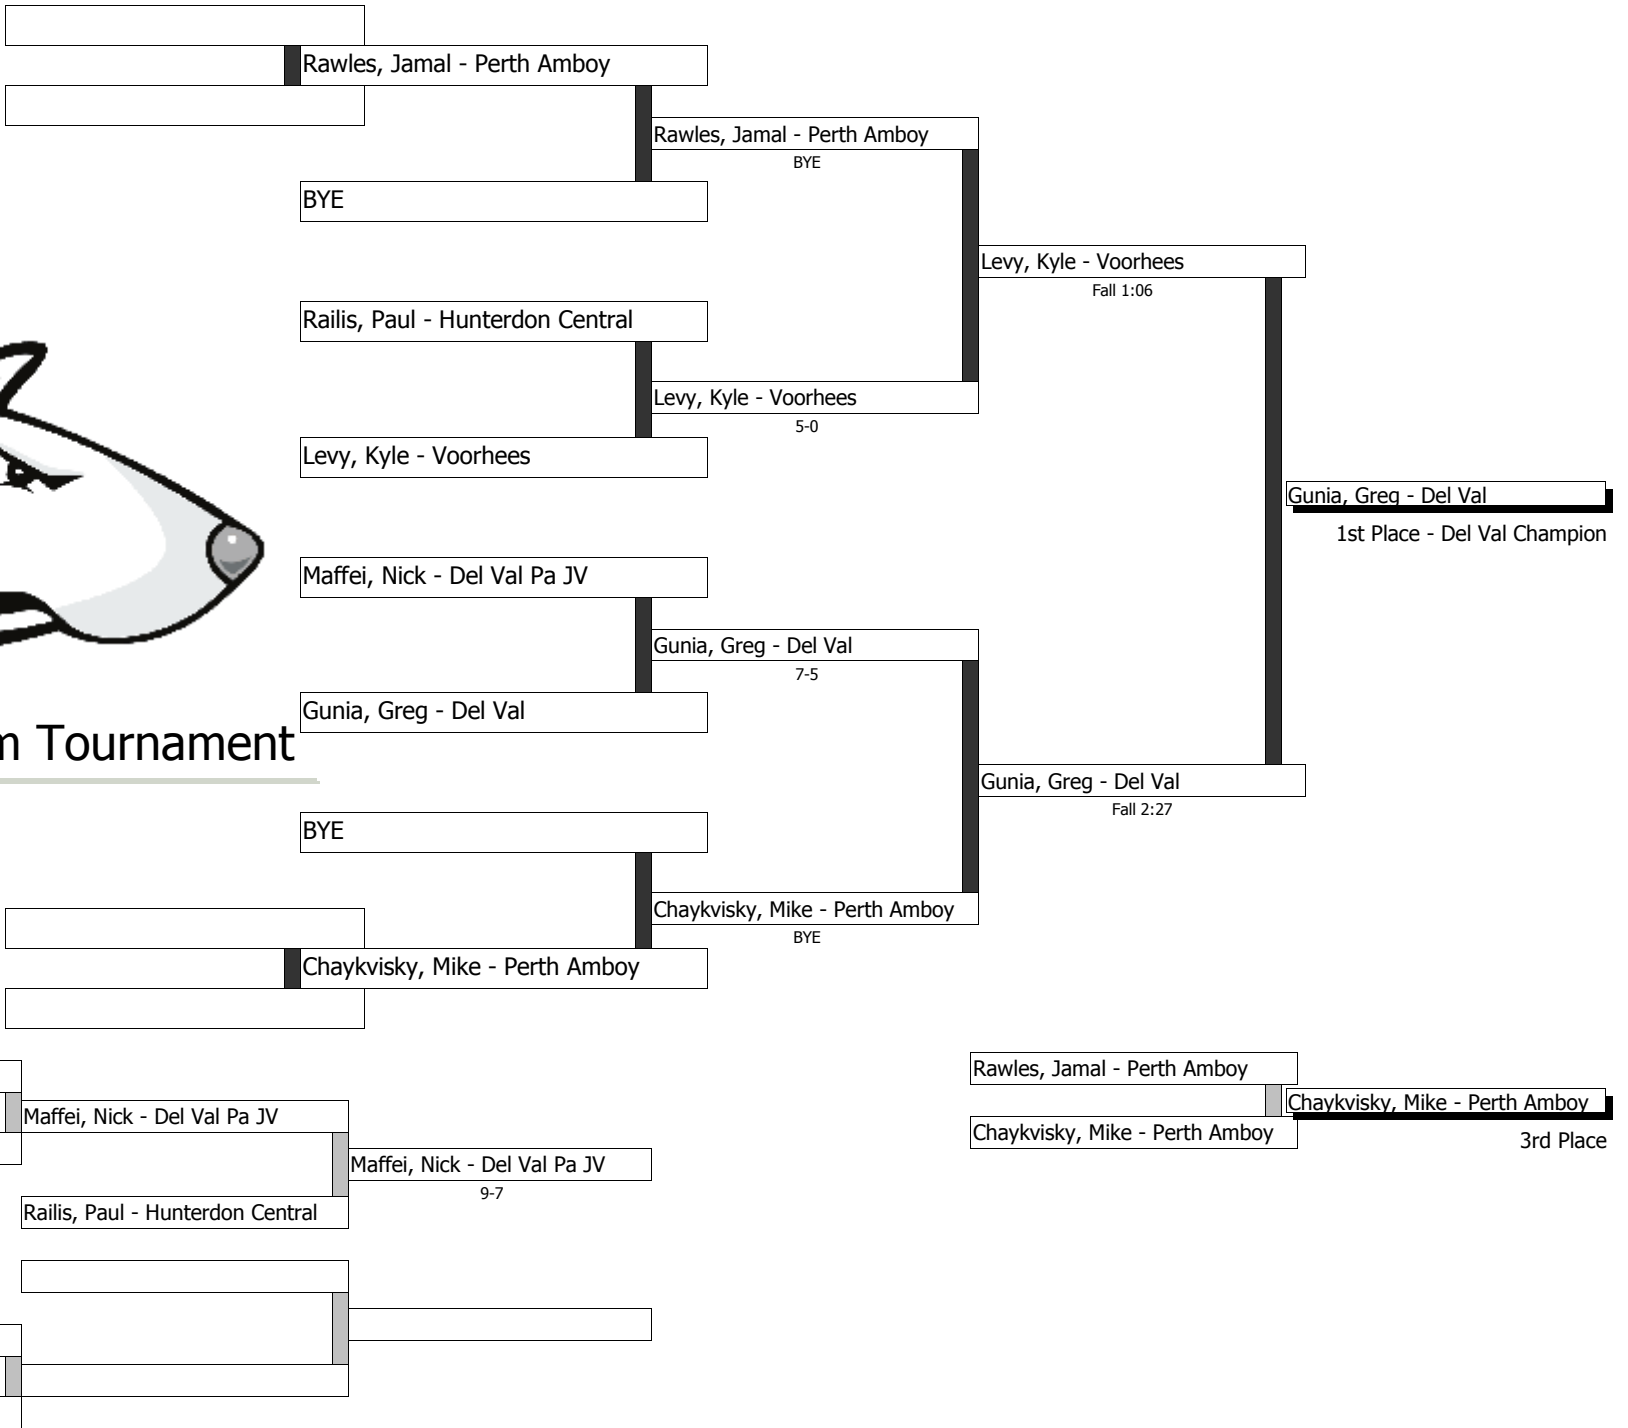 Rawles, Jamal - Perth Amboy
Rawles, Jamal - Perth Amboy
BYE
BYE
Levy, Kyle - Voorhees
Fall 1:06
Railis, Paul - Hunterdon Central
Levy, Kyle - Voorhees
5-0
Levy, Kyle - Voorhees
Gunia, Greg - Del Val
1st Place - Del Val Champion
Maffei, Nick - Del Val Pa JV
Gunia, Greg - Del Val
7-5
Gunia, Greg - Del Val
m Tournament
Gunia, Greg - Del Val
Fall 2:27
BYE
Chaykvisky, Mike - Perth Amboy
BYE
Chaykvisky, Mike - Perth Amboy
Rawles, Jamal - Perth Amboy
Chaykvisky, Mike - Perth Amboy
Chaykvisky, Mike - Perth Amboy
3rd Place
Maffei, Nick - Del Val Pa JV
Maffei, Nick - Del Val Pa JV
9-7
Railis, Paul - Hunterdon Central